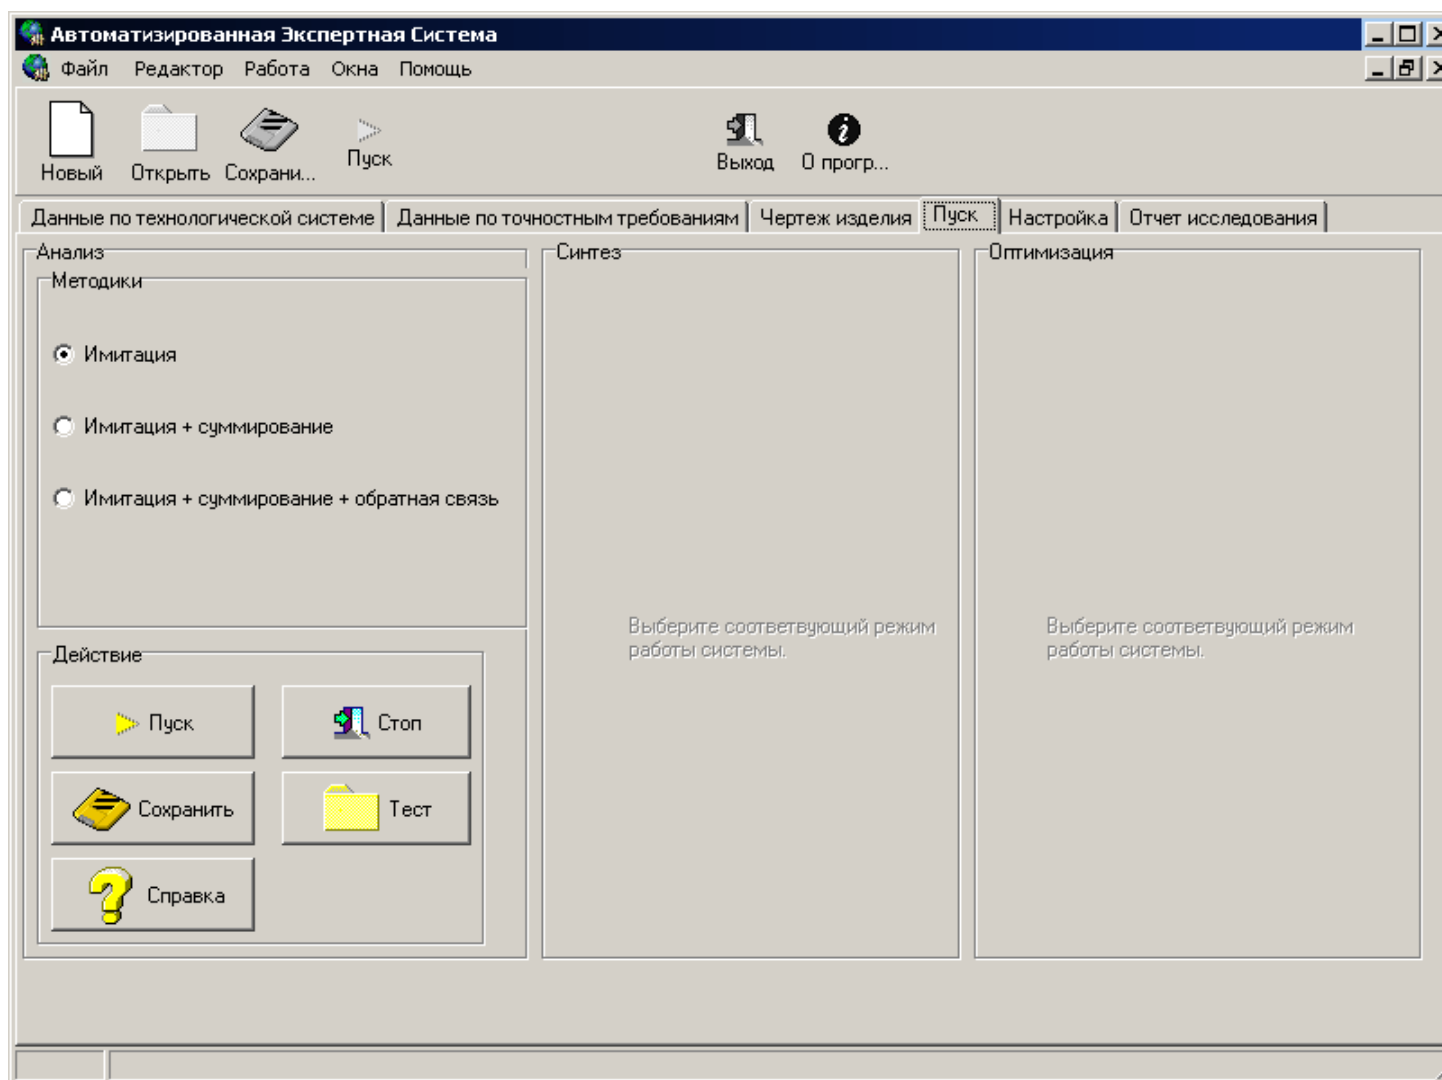 Автоматизированная Экспертная Система
Файл Редактор Работа Окна Помощь
Новый Открыть Сохрани... Пуск Выход О прогр...
Данные по технологической системе Данные по точностным требованиям Чертеж изделия Пуск Настройка Отчет исследования
Анализ Синтез Оптимизация
Методики
Имитация
Имитация + суммирование
Имитация + суммирование + обратная связь
Выберите соответвующий режим
работы системы.
Выберите соответвующий режим
работы системы.
Действие
Пуск Стоп
Сохранить Тест
Справка